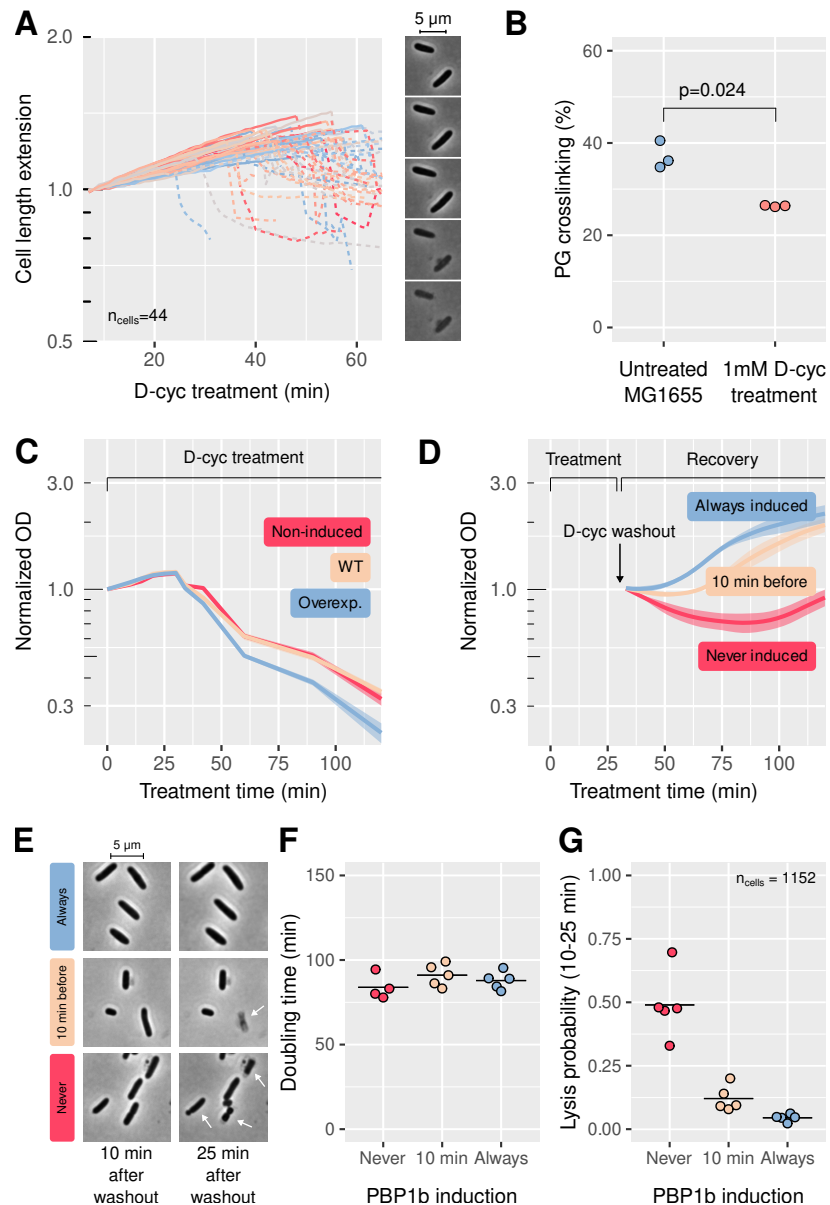 A
2.0
1.0
0.5
Cell length extension
n_cells=44
20
40
60
D-cyc treatment (min)
5 µm
B
60
40
20
0
PG crosslinking (%)
p=0.024
Untreated
MG1655
1mM D-cyc
treatment
C
D-cyc treatment
3.0
1.0
0.3
Normalized OD
Non-induced
WT
Overexp.
0
25
50
75
100
Treatment time (min)
D
Treatment
Recovery
3.0
1.0
0.3
Normalized OD
Always induced
D-cyc washout
10 min before
Never induced
0
25
50
75
100
Treatment time (min)
E
5 µm
Always
10 min before
Never
10 min
after
washout
25 min
after
washout
F
150
100
50
0
Doubling time (min)
Never
10 min
Always
PBP1b induction
G
n_cells = 1152
1.00
0.75
0.50
0.25
0.00
Lysis probability (10-25 min)
Never
10 min
Always
PBP1b induction